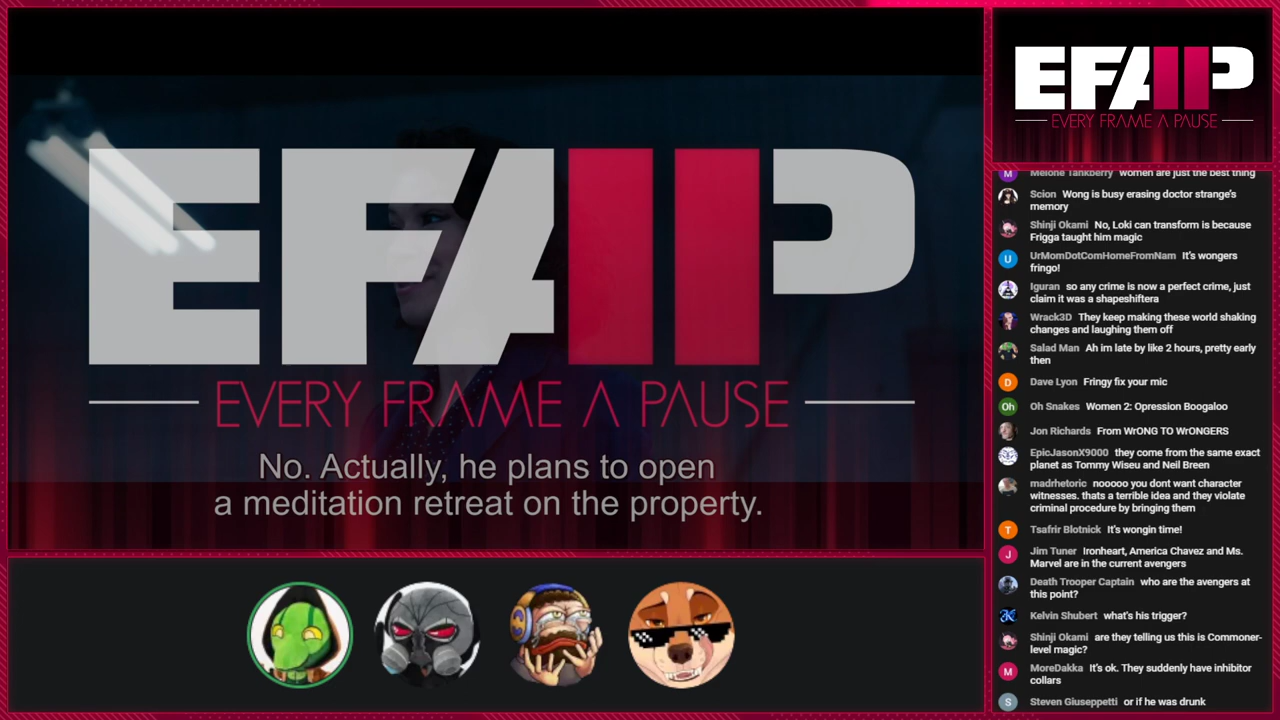 EFAP
EVERY FRAME A PAUSE
No. Actually, he plans to open
a meditation retreat on the property.
EFAP
EVERY FRAME A PAUSE
M Melone Tankberry women are just the best thing
Scion Wong is busy erasing doctor strange's
memory
Shinji Okami No, Loki can transform is because
Frigga taught him magic
U UrMomDotComHomeFromNam It's wongers
fringo!
Iguran so any crime is now a perfect crime, just
claim it was a shapeshiftera
Wrack3D They keep making these world shaking
changes and laughing them off
Salad Man Ah im late by like 2 hours, pretty early
then
D Dave Lyon Fringy fix your mic
Oh Oh Snakes Women 2: Opression Boogaloo
Jon Richards From WrONG TO WrONGERS
EpicJasonX9000 they come from the same exact
planet as Tommy Wiseu and Neil Breen
madrhetoric nooooo you dont want character
witnesses. thats a terrible idea and they violate
criminal procedure by bringing them
T Tsafrir Blotnick It's wongin time!
J Jim Tuner Ironheart, America Chavez and Ms.
Marvel are in the current avengers
Death Trooper Captain who are the avengers at
this point?
Kelvin Shubert what's his trigger?
Shinji Okami are they telling us this is Commoner-
level magic?
M MoreDakka It's ok. They suddenly have inhibitor
collars
S Steven Giuseppetti or if he was drunk